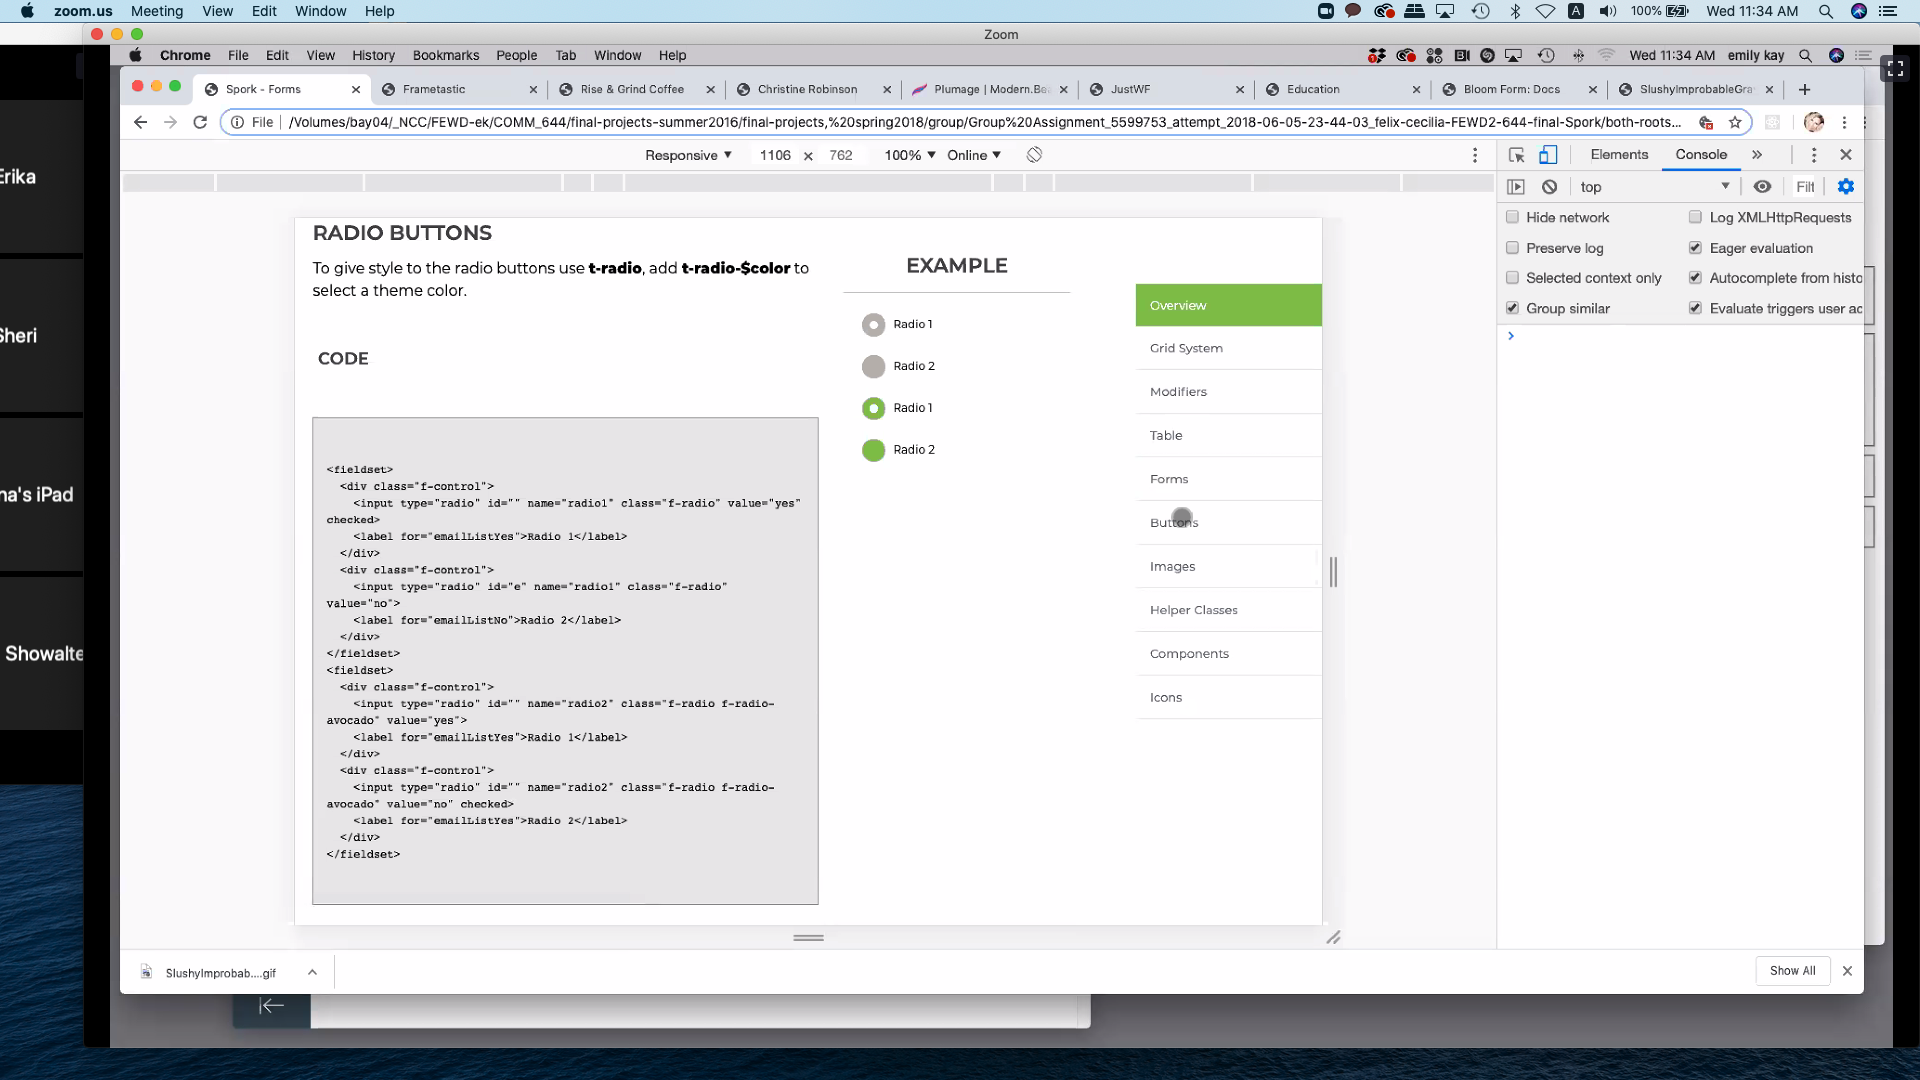 zoom.us Meeting View Edit Window Help
100% Wed 11:34 AM
Zoom
Chrome File Edit View History Bookmarks People Tab Window Help
Wed 11:34 AM emily kay
Spork - Forms
Frametastic
Rise & Grind Coffee
Christine Robinson
Plumage | Modern.Be
JustWF
Education
Bloom Form: Docs
SlushyImprobableGra
File /Volumes/bay04/_NCC/FEWD-ek/COMM_644/final-projects-summer2016/final-projects,%20spring2018/group/Group%20Assignment_5599753_attempt_2018-06-05-23-44-03_felix-cecilia-FEWD2-644-final-Spork/both-roots...
Responsive 1106 × 762 100% Online
Elements Console
top Filt
Hide network Log XMLHttpRequests
Preserve log Eager evaluation
Selected context only Autocomplete from histo
Group similar Evaluate triggers user ac
Erika
Sheri
na's iPad
Showalte
RADIO BUTTONS
To give style to the radio buttons use t-radio, add t-radio-$color to
select a theme color.
CODE
<fieldset>
<div class="f-control">
<input type="radio" id="" name="radio1" class="f-radio" value="yes"
checked>
<label for="emailListYes">Radio 1</label>
</div>
<div class="f-control">
<input type="radio" id="e" name="radio1" class="f-radio"
value="no">
<label for="emailListNo">Radio 2</label>
</div>
</fieldset>
<fieldset>
<div class="f-control">
<input type="radio" id="" name="radio2" class="f-radio f-radio-
avocado" value="yes">
<label for="emailListYes">Radio 1</label>
</div>
<div class="f-control">
<input type="radio" id="" name="radio2" class="f-radio f-radio-
avocado" value="no" checked>
<label for="emailListYes">Radio 2</label>
</div>
</fieldset>
EXAMPLE
Radio 1
Radio 2
Radio 1
Radio 2
Overview
Grid System
Modifiers
Table
Forms
Buttons
Images
Helper Classes
Components
Icons
SlushyImprobab....gif
Show All